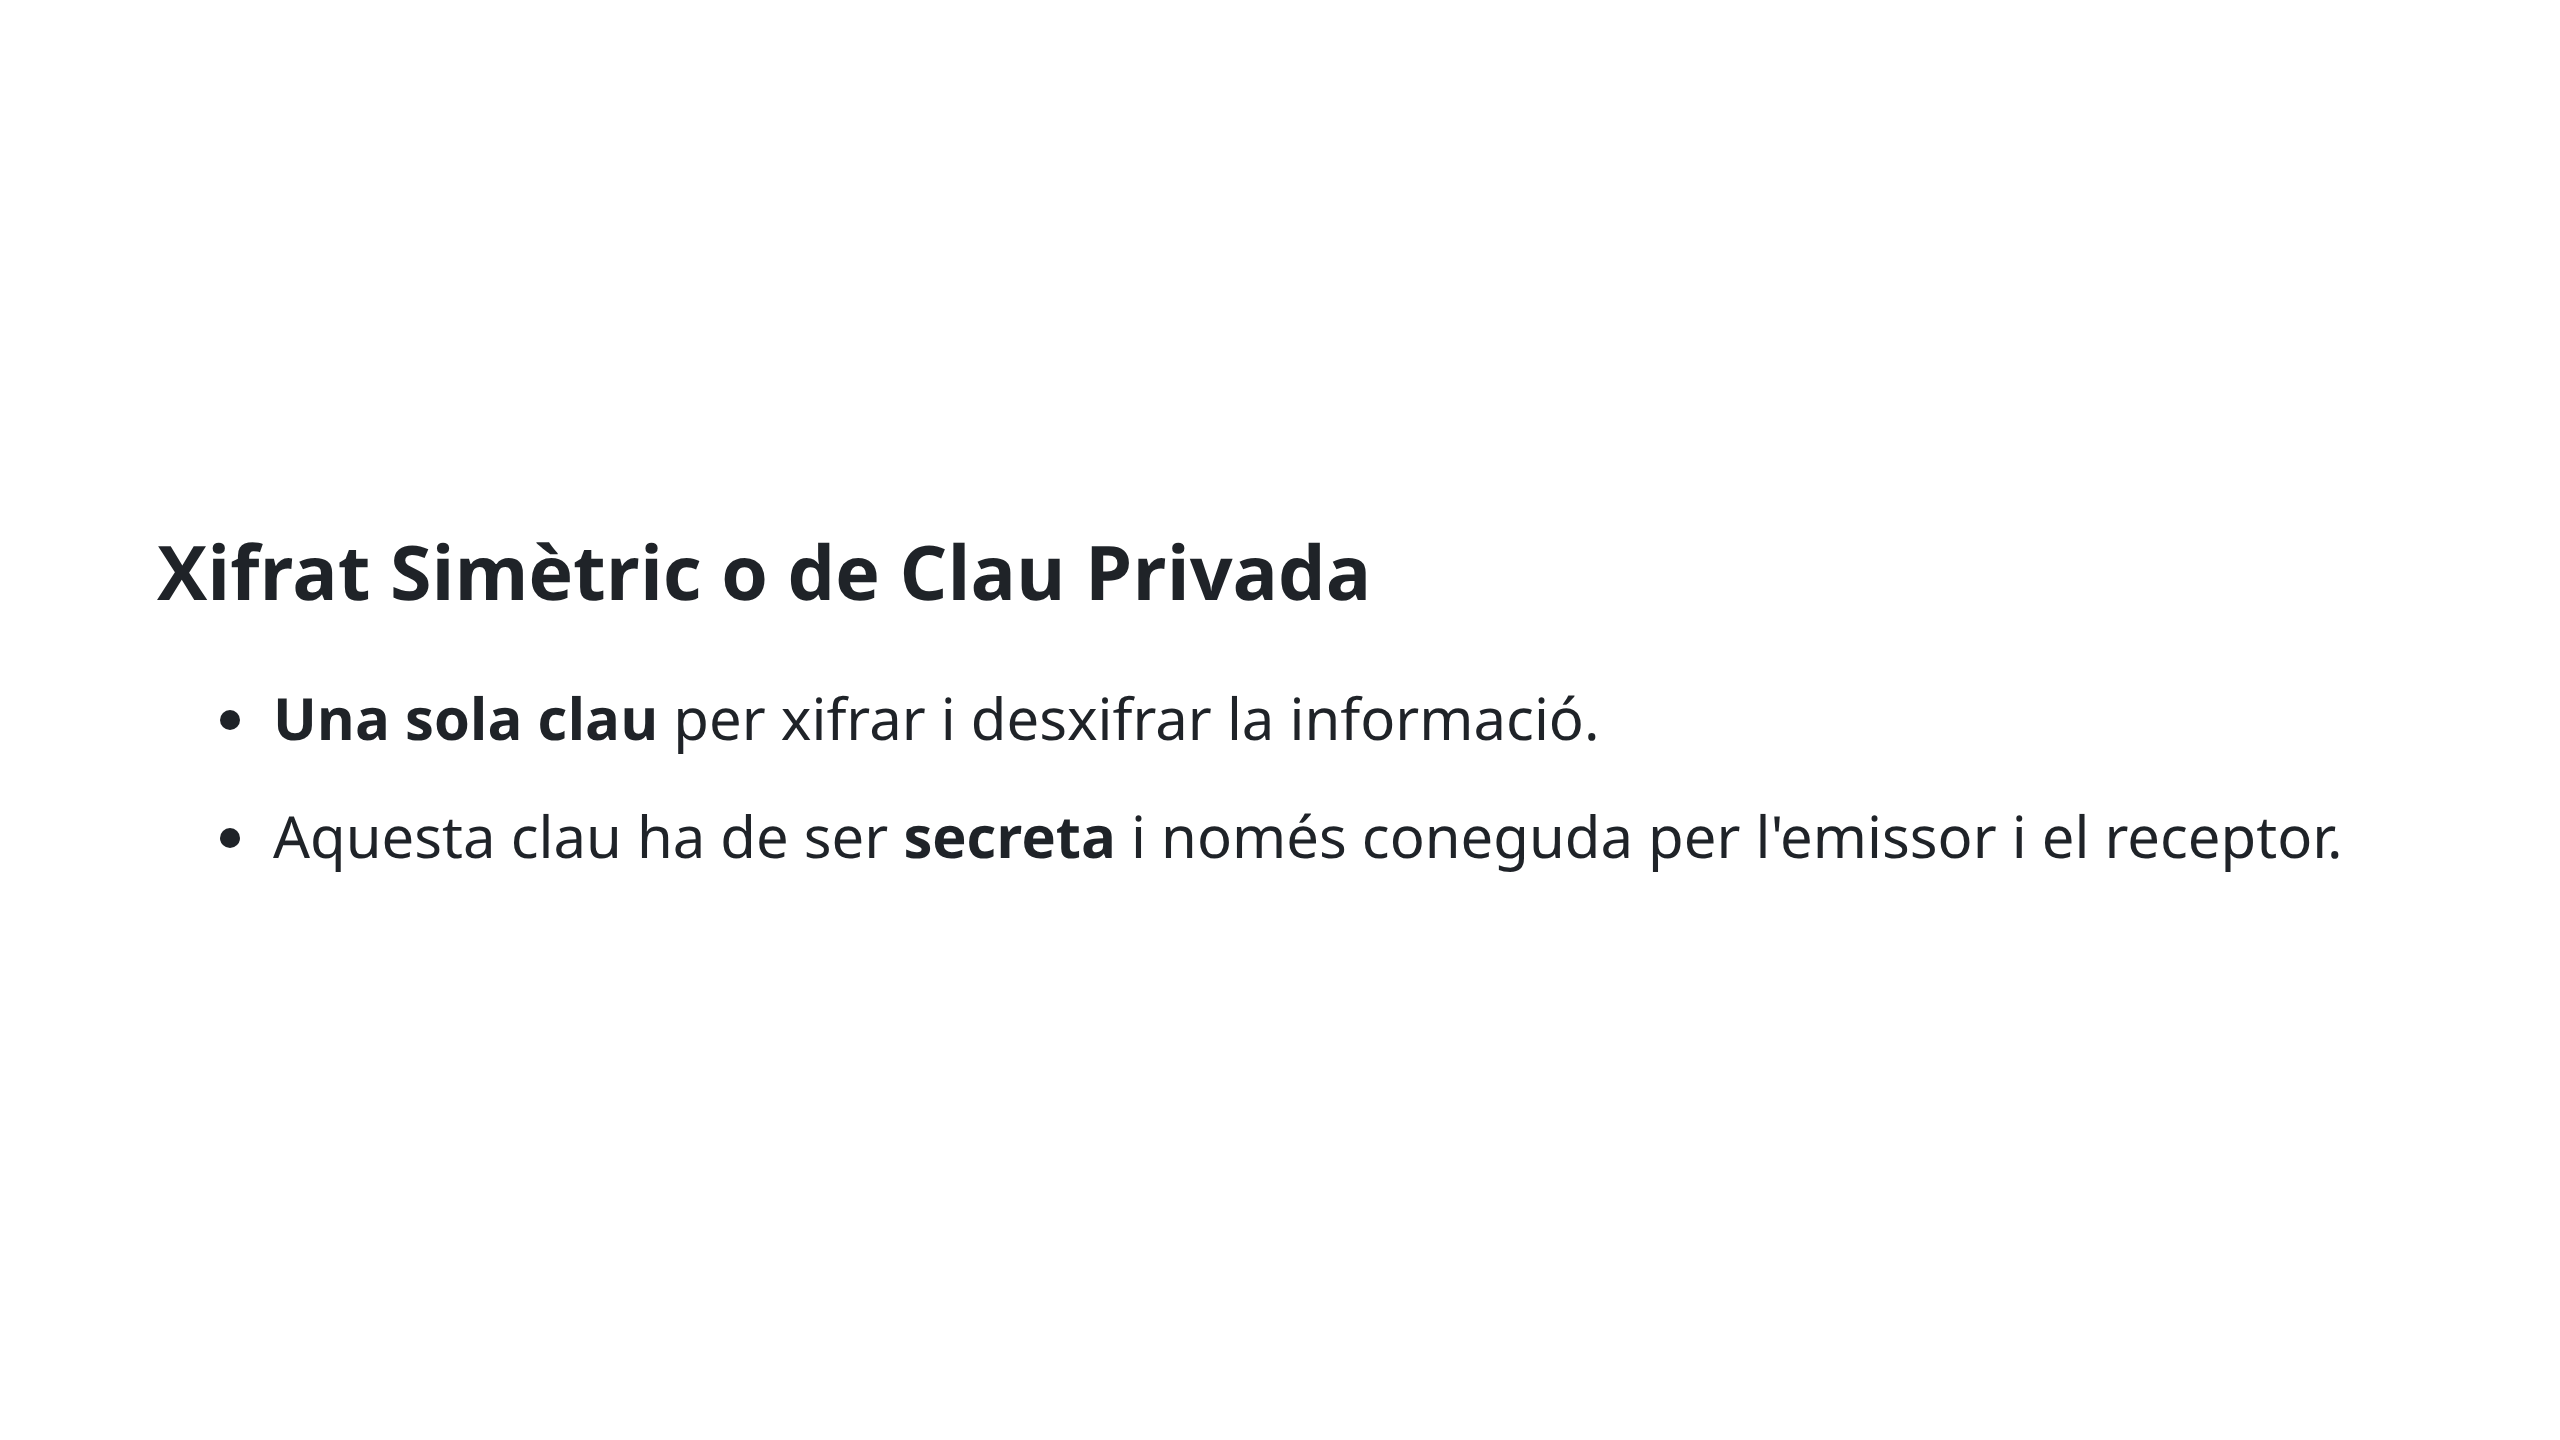 Xifrat Simètric o de Clau Privada
• Una sola clau per xifrar i desxifrar la informació.
• Aquesta clau ha de ser secreta i només coneguda per l'emissor i el receptor.